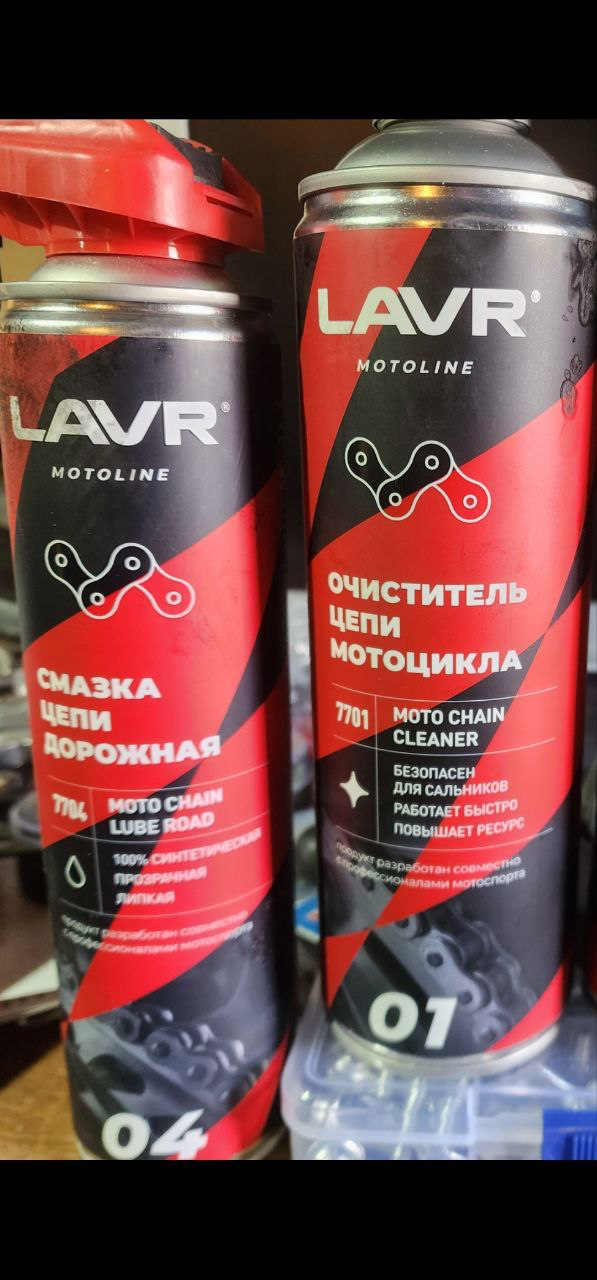 LAVR®
MOTOLINE
СМАЗКА
ЦЕПИ
ДОРОЖНАЯ
7704
MOTO CHAIN
LUBE ROAD
100% СИНТЕТИЧЕСКАЯ
ПРОЗРАЧНАЯ
ЛИПКАЯ
продукт разработан совместно
с профессионалами мотоспорта
04
LAVR®
MOTOLINE
ОЧИСТИТЕЛЬ
ЦЕПИ
МОТОЦИКЛА
7701
MOTO CHAIN
CLEANER
БЕЗОПАСЕН
ДЛЯ САЛЬНИКОВ
РАБОТАЕТ БЫСТРО
ПОВЫШАЕТ РЕСУРС
продукт разработан совместно
с профессионалами мотоспорта
01